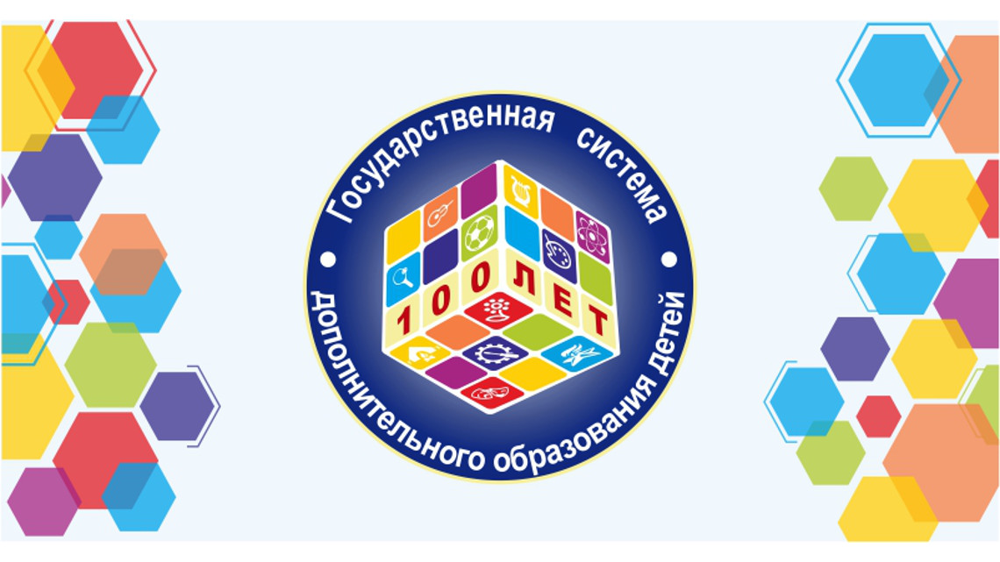 Государственная система
100 ЛЕТ
дополнительного образования детей